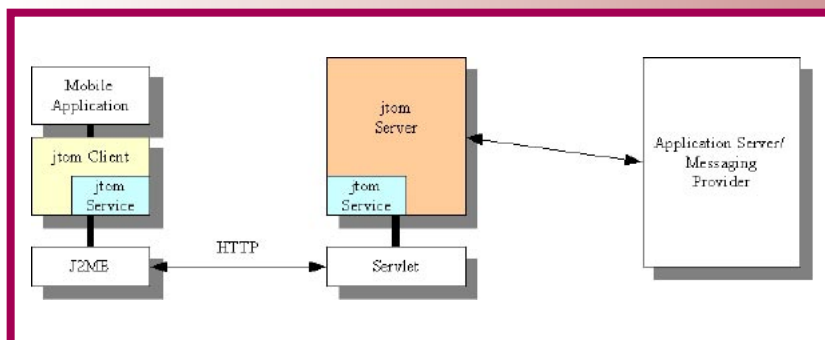 Mobile
Application
jtom Client
jtom
Service
J2ME
HTTP
jtom
Server
jtom
Service
Servlet
Application Server/
Messaging
Provider